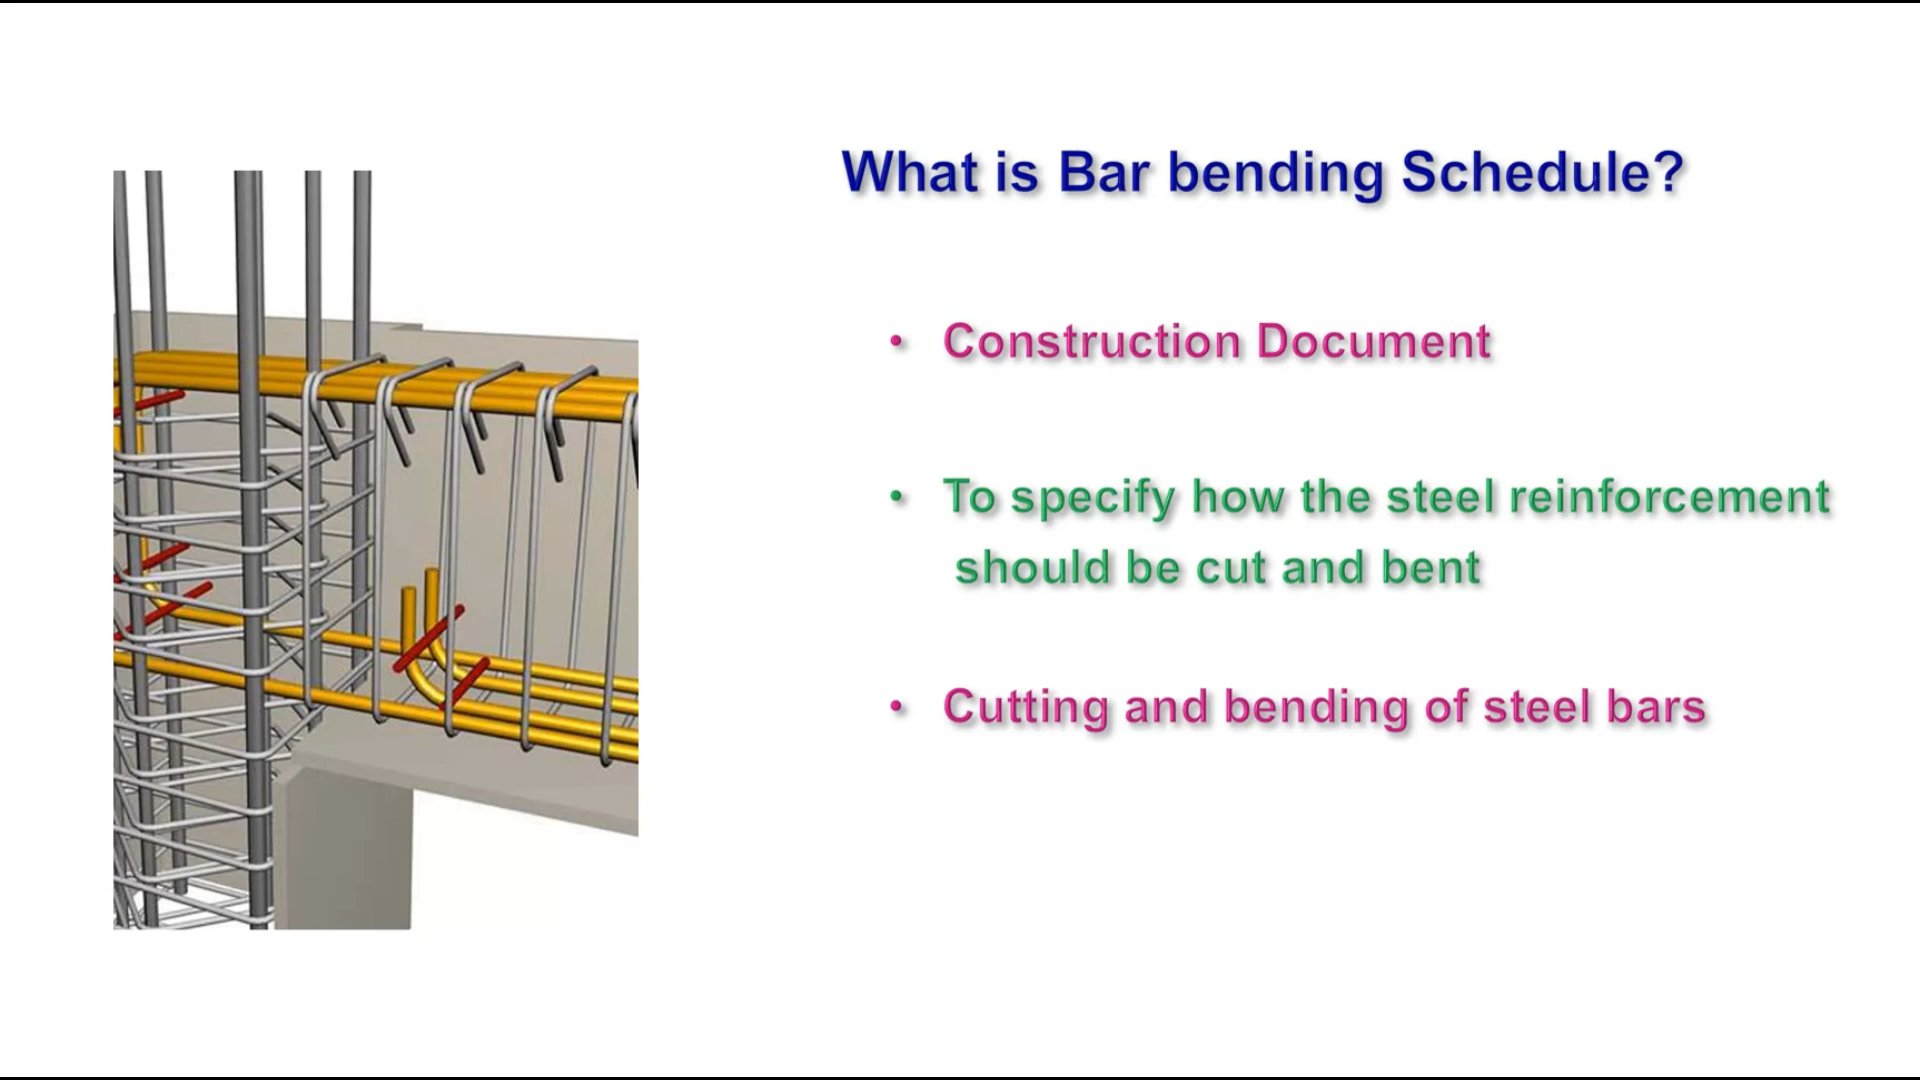 What is Bar bending Schedule?
• Construction Document
• To specify how the steel reinforcement
should be cut and bent
• Cutting and bending of steel bars